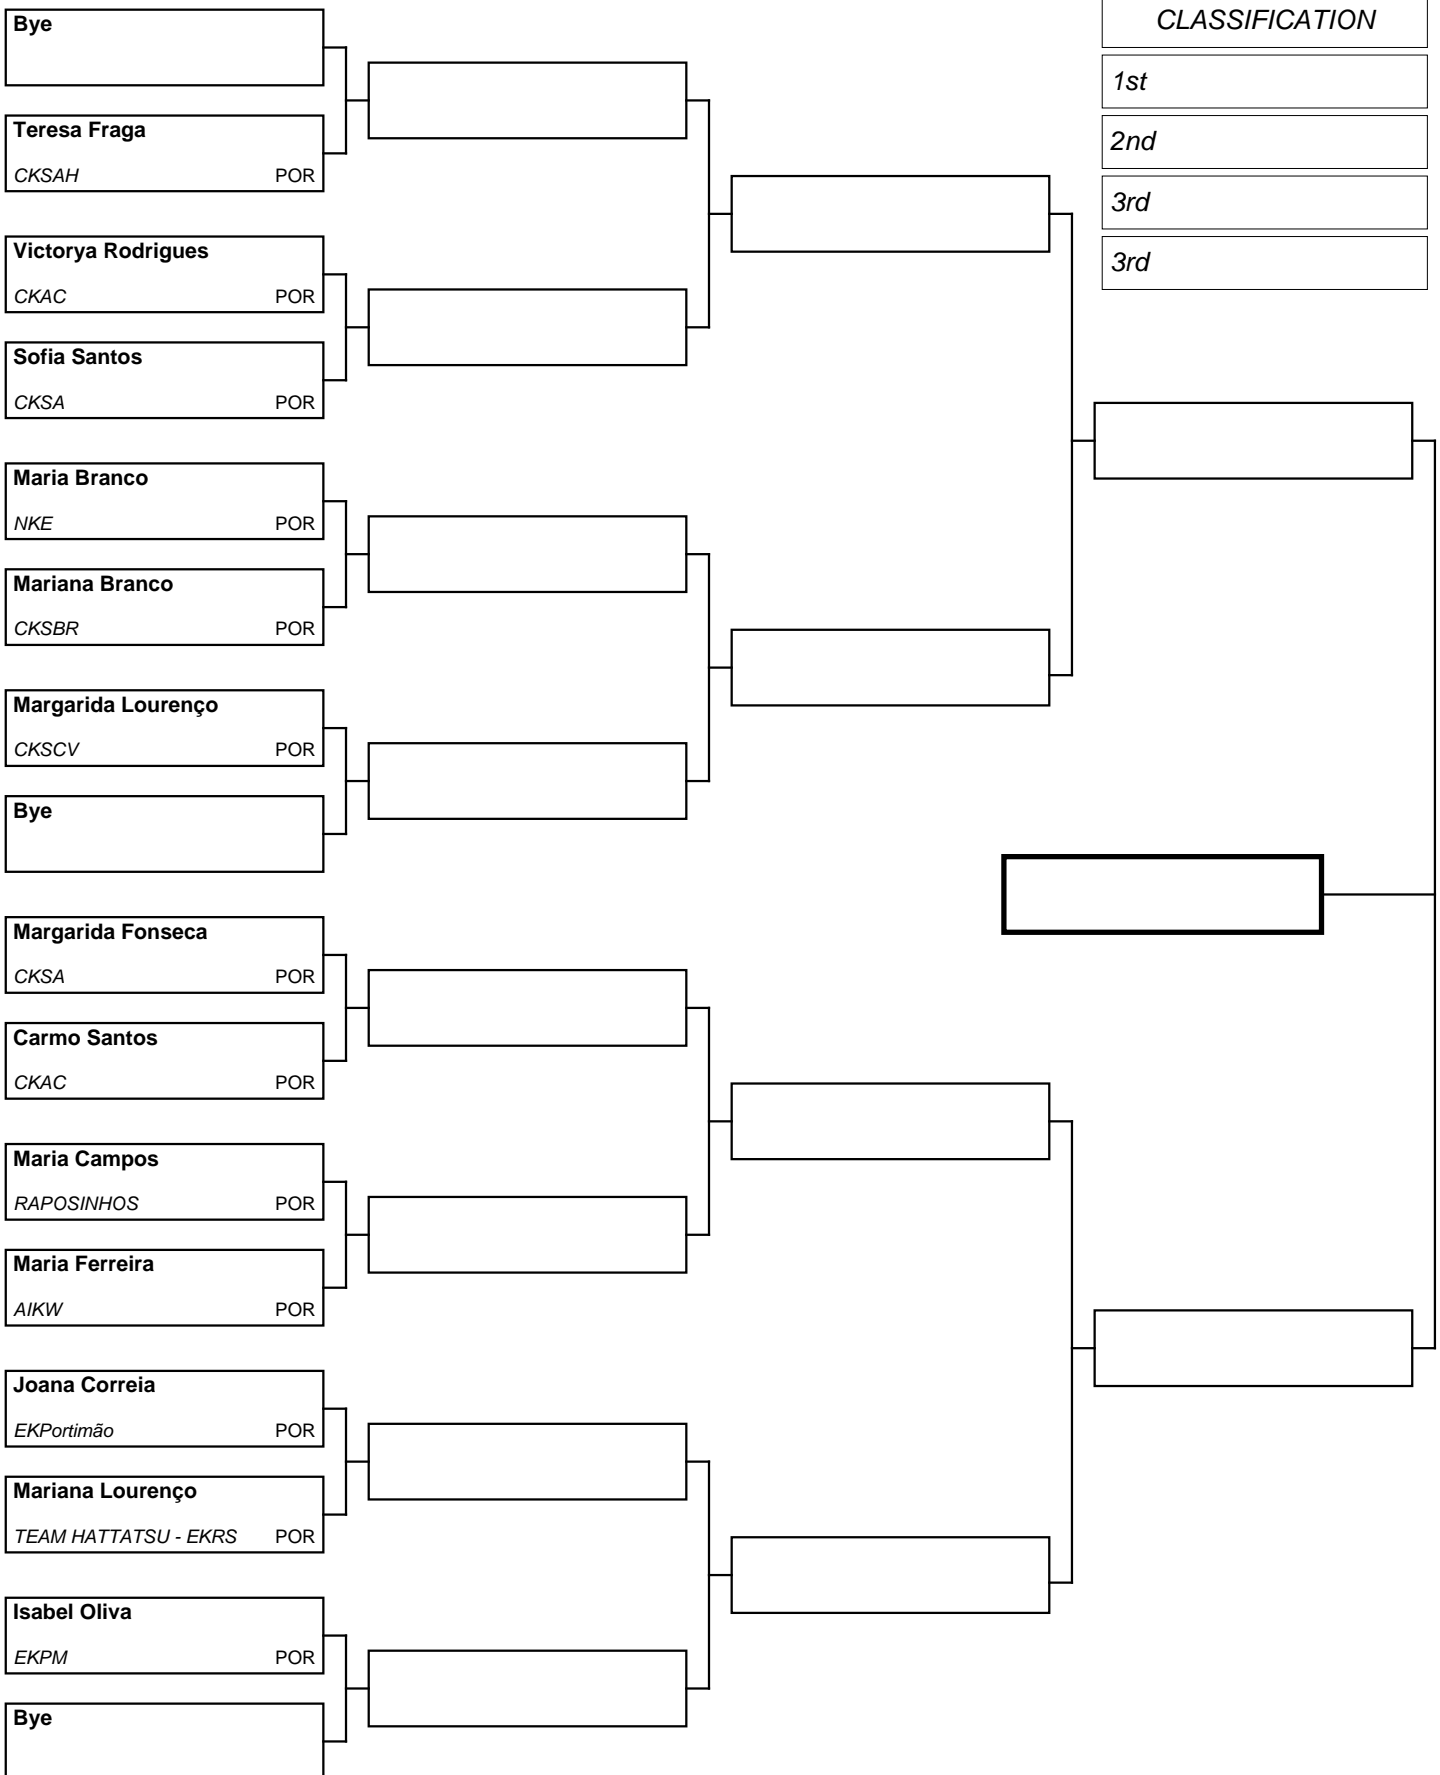 Bye
Teresa Fraga
CKSAH POR
Victorya Rodrigues
CKAC POR
Sofia Santos
CKSA POR
Maria Branco
NKE POR
Mariana Branco
CKSBR POR
Margarida Lourenço
CKSCV POR
Bye
Margarida Fonseca
CKSA POR
Carmo Santos
CKAC POR
Maria Campos
RAPOSINHOS POR
Maria Ferreira
AIKW POR
Joana Correia
EKPortimão POR
Mariana Lourenço
TEAM HATTATSU - EKRS POR
Isabel Oliva
EKPM POR
Bye
CLASSIFICATION
1st
2nd
3rd
3rd